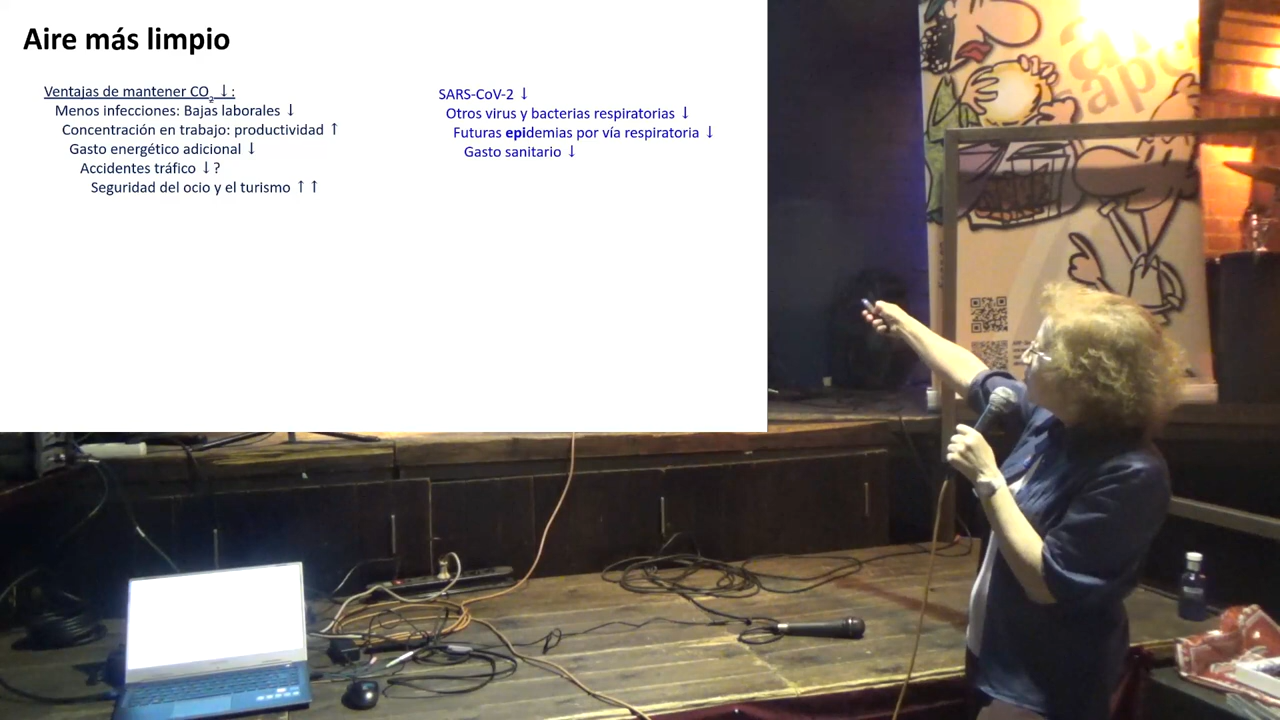 Aire más limpio
Ventajas de mantener CO₂ ↓:
Menos infecciones: Bajas laborales ↓
Concentración en trabajo: productividad ↑
Gasto energético adicional ↓
Accidentes tráfico ↓?
Seguridad del ocio y el turismo ↑↑
SARS-CoV-2 ↓
Otros virus y bacterias respiratorias ↓
Futuras epidemias por vía respiratoria ↓
Gasto sanitario ↓